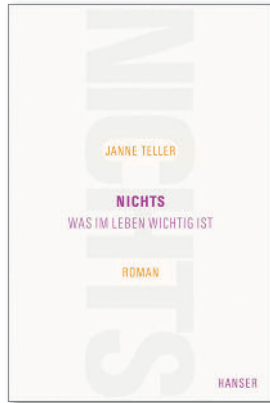 NICHTS
JANNE TELLER
NICHTS
WAS IM LEBEN WICHTIG IST
ROMAN
HANSER